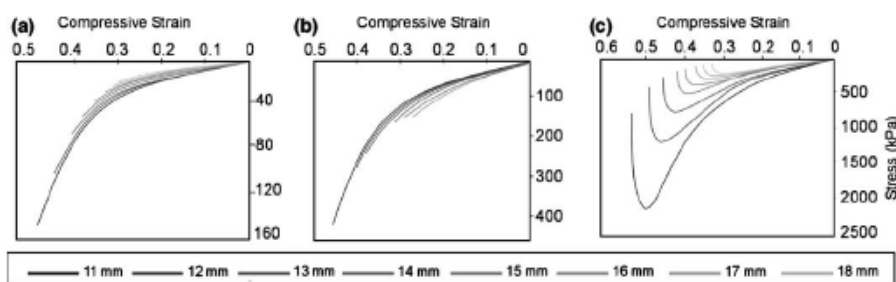 (a) Compressive Strain
0.5 0.4 0.3 0.2 0.1 0
40
80
120
160
(b) Compressive Strain
0.5 0.4 0.3 0.2 0.1 0
100
200
300
400
(c) Compressive Strain
0.6 0.5 0.4 0.3 0.2 0.1 0
500
1000
1500
2000
2500
Stress (kPa)
11 mm 12 mm 13 mm 14 mm 15 mm 16 mm 17 mm 18 mm